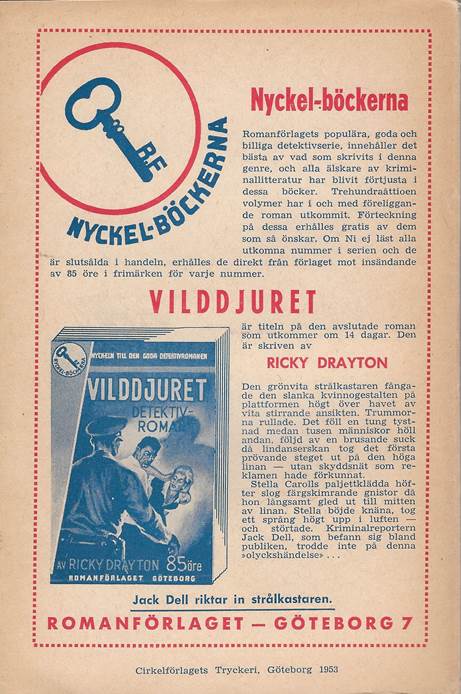 RE
NYCKEL-BÖCKERNA
Nyckel-böckerna
Romanförlagets populära, goda och
billiga detektivserie, innehåller det
bästa av vad som skrivits i denna
genre, och alla älskare av krimi-
nallitteratur har blivit förtjusta i
dessa böcker. Trehundraåttioen
volymer har i och med föreliggan-
de roman utkommit. Förteckning
på dessa erhålles gratis av dem
som så önskar. Om Ni ej läst alla
utkomna nummer i serien och de
är slutsålda i handeln, erhålles de direkt från förlaget mot insändande
av 85 öre i frimärken för varje nummer.
VILDDJURET
är titeln på den avslutade roman
som utkommer om 14 dagar. Den
är skriven av
RICKY DRAYTON
Den grönvita strålkastaren fånga-
de den slanka kvinnogestalten på
plattformen högt över havet av
vita stirrande ansikten. Trummor-
na rullade. Det föll en tung tyst-
nad medan tusen människor höll
andan, följd av en brusande suck
då lindanserskan tog det första
prövande steget ut på den höga
linan — utan skyddsnät som re-
klamen hade förkunnat.
Stella Carolls paljettklädda höf-
ter slog färgskimrande gnistor då
hon långsamt gled ut till mitten
av linan. Stella böjde knäna, tog
ett språng högt upp i luften —
och störtade. Kriminalreportern
Jack Dell, som befann sig bland
publiken, trodde inte på denna
»olyckshändelse» . . .
NYCKELN TILL DEN GODA DETEKTIVROMANEN
NYCKEL-BÖCKERNA
VILDDJURET
DETEKTIV-
ROMAN
AV RICKY DRAYTON 85öre
ROMANFÖRLAGET GÖTEBORG
Jack Dell riktar in strålkastaren.
ROMANFÖRLAGET — GÖTEBORG 7
Cirkelförlagets Tryckeri, Göteborg 1953